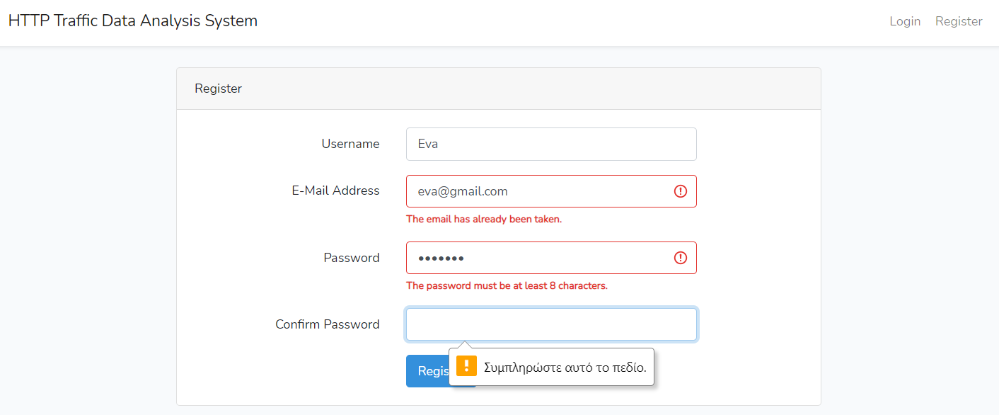 HTTP Traffic Data Analysis System
Login Register
Register
Username Eva
E-Mail Address eva@gmail.com
The email has already been taken.
Password •••••••
The password must be at least 8 characters.
Confirm Password
Regis
Συμπληρώστε αυτό το πεδίο.